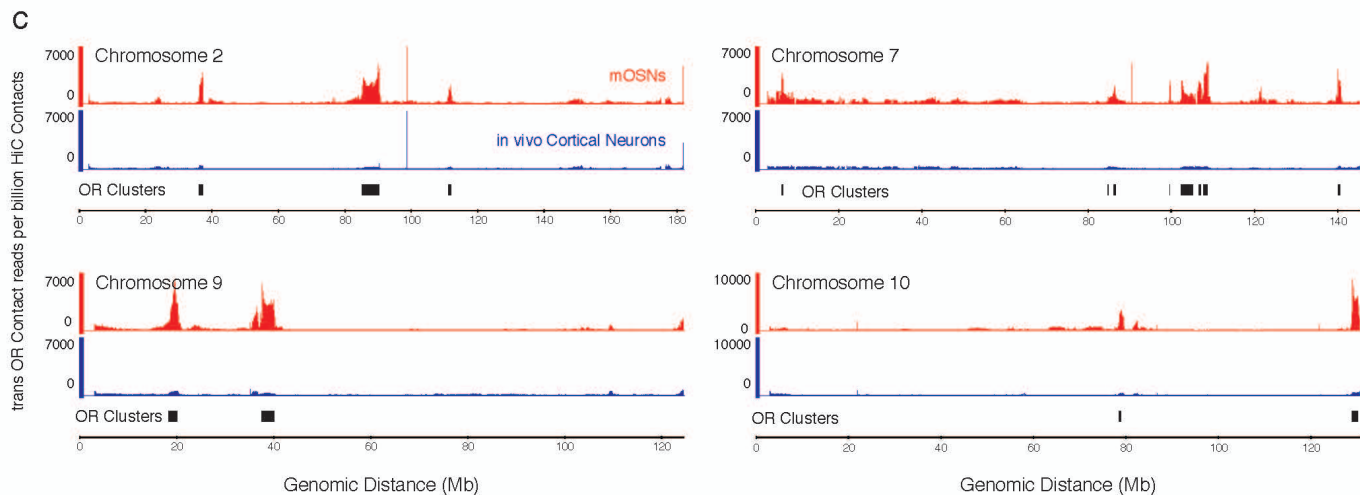 C
trans OR Contact reads per billion HiC Contacts
Chromosome 2
7000
mOSNs
0
7000
in vivo Cortical Neurons
0
OR Clusters
0 20 40 60 80 100 120 140 160 180
Chromosome 7
7000
0
7000
0
OR Clusters
0 20 40 60 80 100 120 140
Chromosome 9
7000
0
7000
0
OR Clusters
0 20 40 60 80 100 120
Genomic Distance (Mb)
Chromosome 10
10000
0
10000
0
OR Clusters
0 20 40 60 80 100 120
Genomic Distance (Mb)